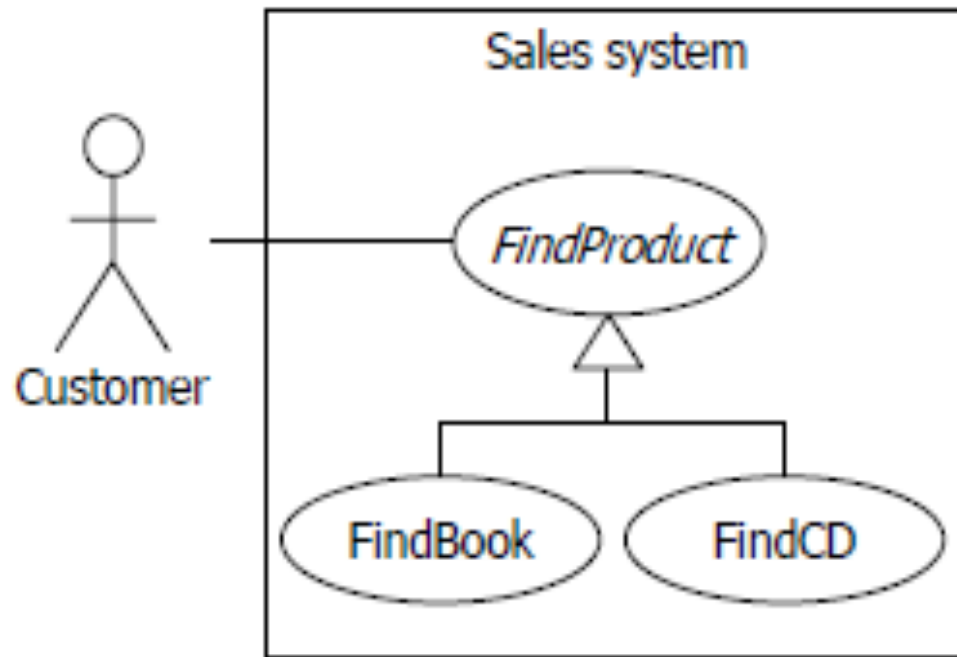 Sales system
FindProduct
Customer
FindBook
FindCD